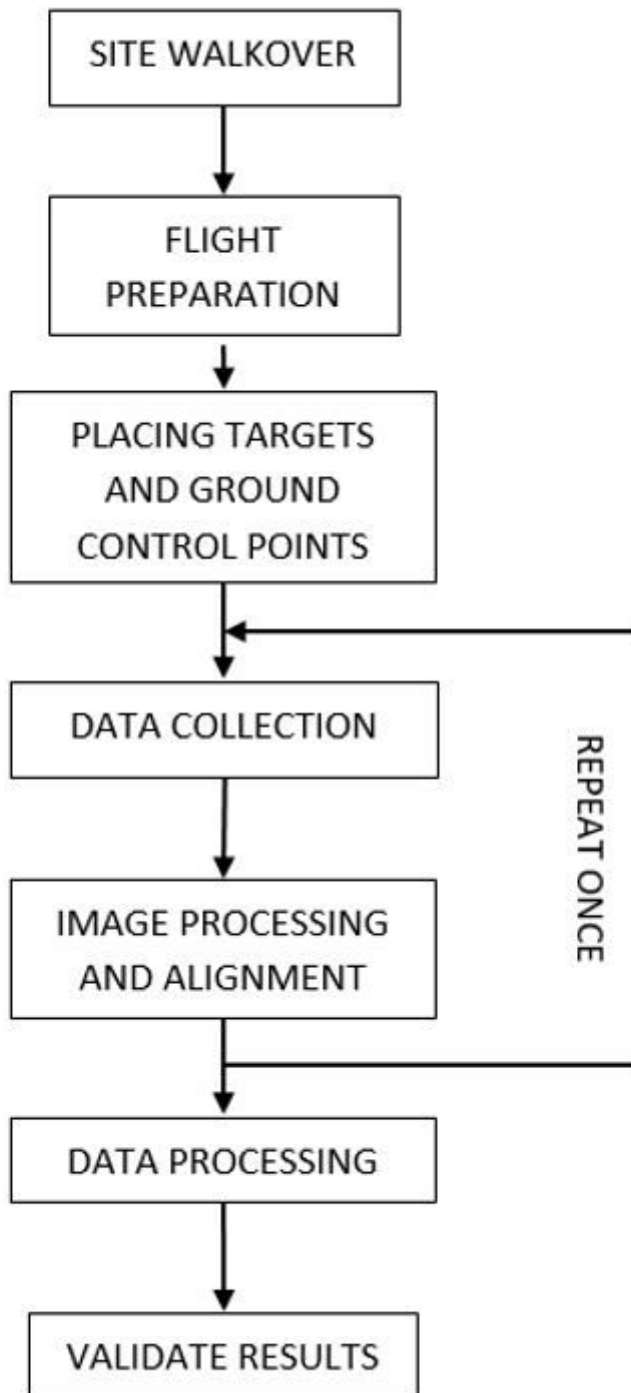 SITE WALKOVER
FLIGHT
PREPARATION
PLACING TARGETS
AND GROUND
CONTROL POINTS
DATA COLLECTION
REPEAT ONCE
IMAGE PROCESSING
AND ALIGNMENT
DATA PROCESSING
VALIDATE RESULTS